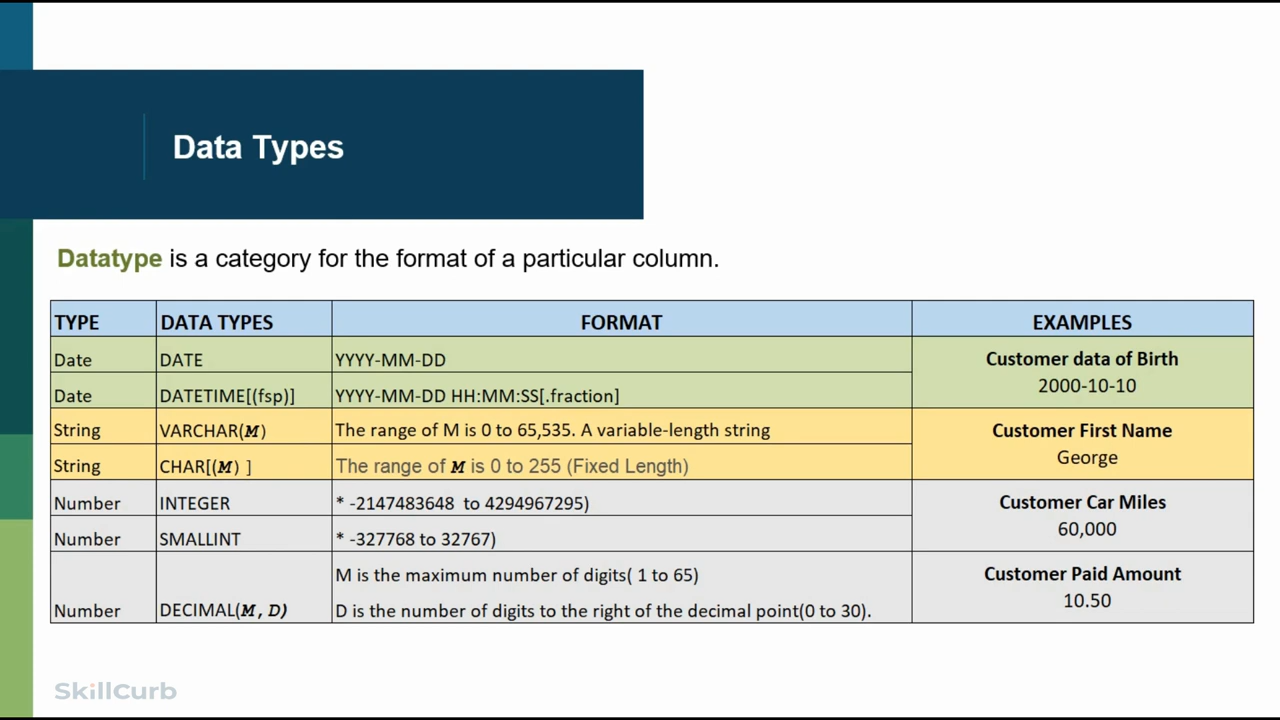 Data Types
Datatype is a category for the format of a particular column.
TYPE DATA TYPES FORMAT EXAMPLES
Date DATE YYYY-MM-DD
Customer data of Birth
2000-10-10
Date DATETIME[(fsp)] YYYY-MM-DD HH:MM:SS[.fraction]
String VARCHAR(M) The range of M is 0 to 65,535. A variable-length string
Customer First Name
George
String CHAR[(M) ] The range of M is 0 to 255 (Fixed Length)
Number INTEGER * -2147483648  to 4294967295)
Customer Car Miles
60,000
Number SMALLINT * -327768 to 32767)
M is the maximum number of digits( 1 to 65)
Customer Paid Amount
10.50
Number DECIMAL(M, D) D is the number of digits to the right of the decimal point(0 to 30).
SkillCurb